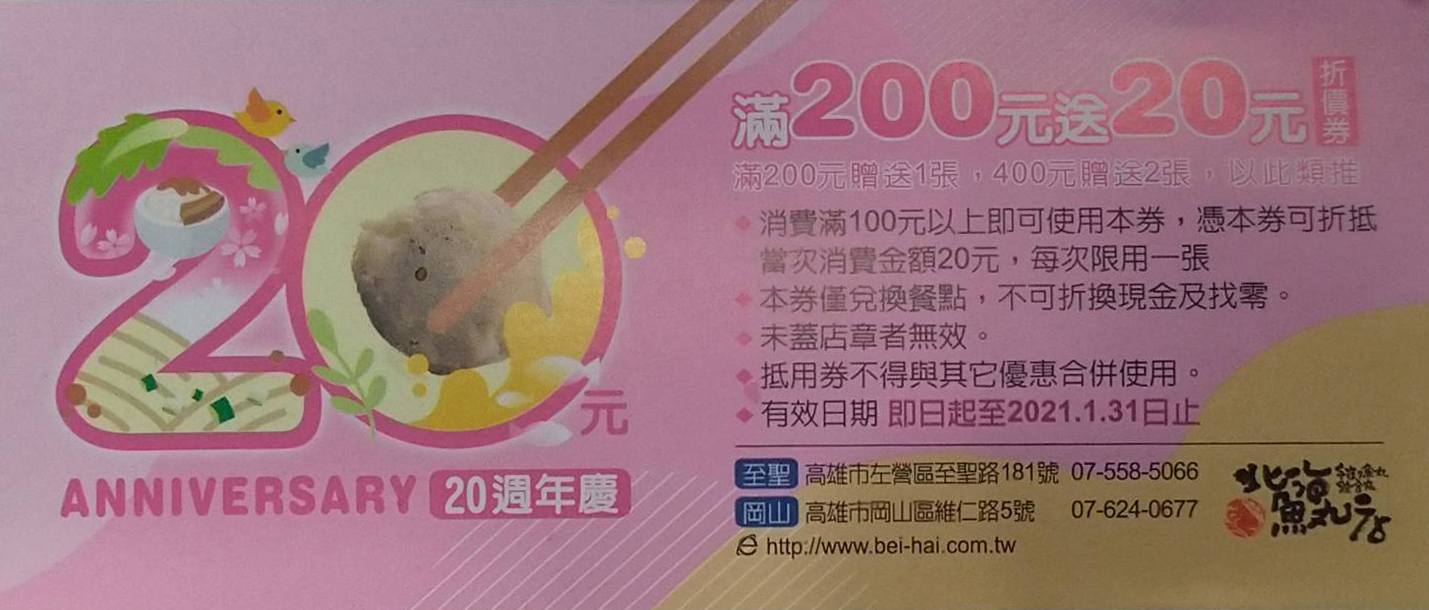 20元
ANNIVERSARY 20週年慶
滿200元送20元 折價券
滿200元贈送1張，400元贈送2張，以此類推
消費滿100元以上即可使用本券，憑本券可折抵
當次消費金額20元，每次限用一張
本券僅兌換餐點，不可折換現金及找零。
未蓋店章者無效。
抵用券不得與其它優惠合併使用。
有效日期 即日起至2021.1.31日止
至聖 高雄市左營區至聖路181號 07-558-5066
岡山 高雄市岡山區維仁路5號 07-624-0677
http://www.bei-hai.com.tw
北海魚丸店